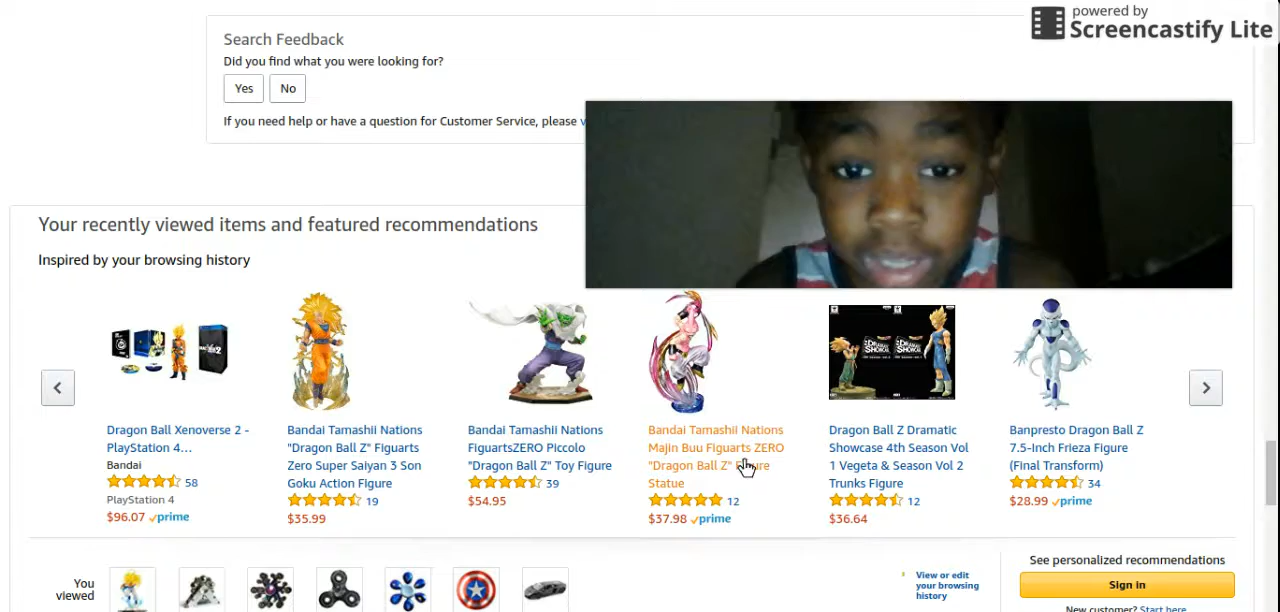 powered by
Screencastify Lite
Search Feedback
Did you find what you were looking for?
Yes No
If you need help or have a question for Customer Service, please
Your recently viewed items and featured recommendations
Inspired by your browsing history
Dragon Ball Xenoverse 2 -
PlayStation 4...
Bandai
58
PlayStation 4
$96.07 prime
Bandai Tamashii Nations
"Dragon Ball Z" Figuarts
Zero Super Saiyan 3 Son
Goku Action Figure
19
$35.99
Bandai Tamashii Nations
FiguartsZERO Piccolo
"Dragon Ball Z" Toy Figure
39
$54.95
Bandai Tamashii Nations
Majin Buu Figuarts ZERO
"Dragon Ball Z" Figure
Statue
12
$37.98 prime
Dragon Ball Z Dramatic
Showcase 4th Season Vol
1 Vegeta & Season Vol 2
Trunks Figure
12
$36.64
Banpresto Dragon Ball Z
7.5-Inch Frieza Figure
(Final Transform)
34
$28.99 prime
You
viewed
View or edit
your browsing
history
See personalized recommendations
Sign in
New customer? Start here